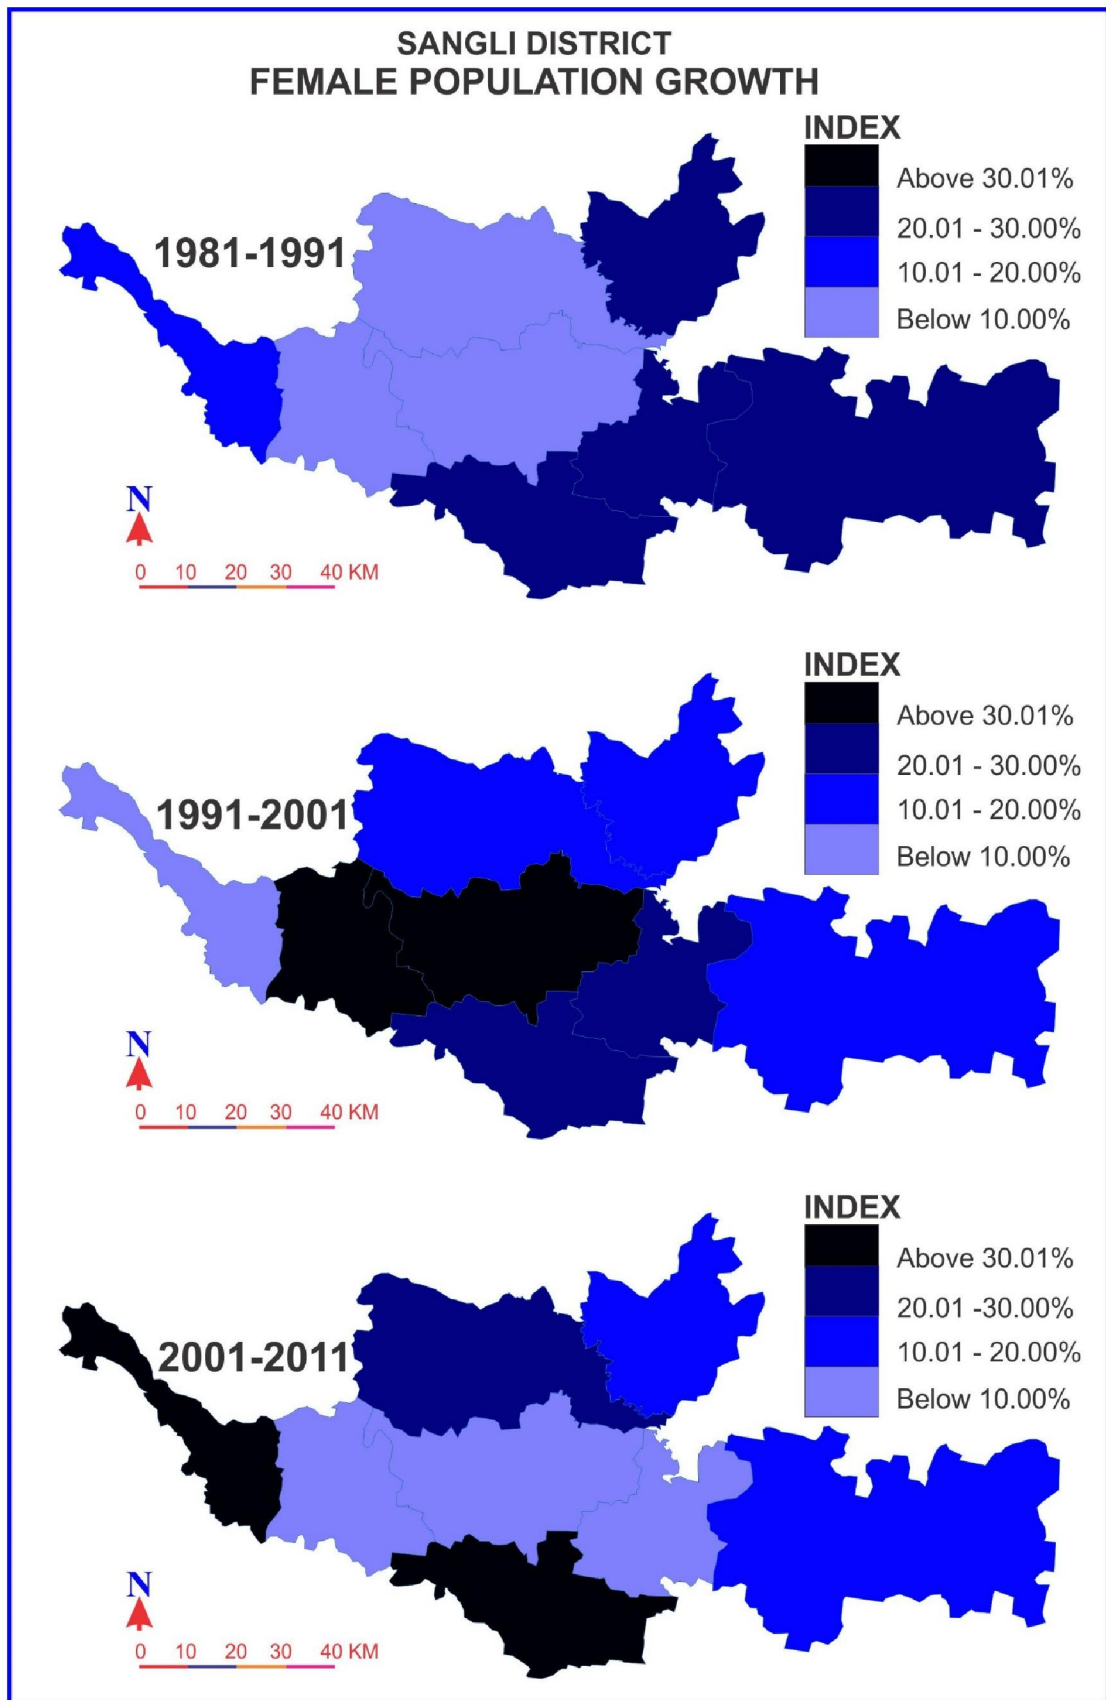 SANGLI DISTRICT
FEMALE POPULATION GROWTH
INDEX
Above 30.01%
20.01 - 30.00%
10.01 - 20.00%
Below 10.00%
1981-1991
N
0 10 20 30 40 KM
INDEX
Above 30.01%
20.01 - 30.00%
10.01 - 20.00%
Below 10.00%
1991-2001
N
0 10 20 30 40 KM
INDEX
Above 30.01%
20.01 -30.00%
10.01 - 20.00%
Below 10.00%
2001-2011
N
0 10 20 30 40 KM